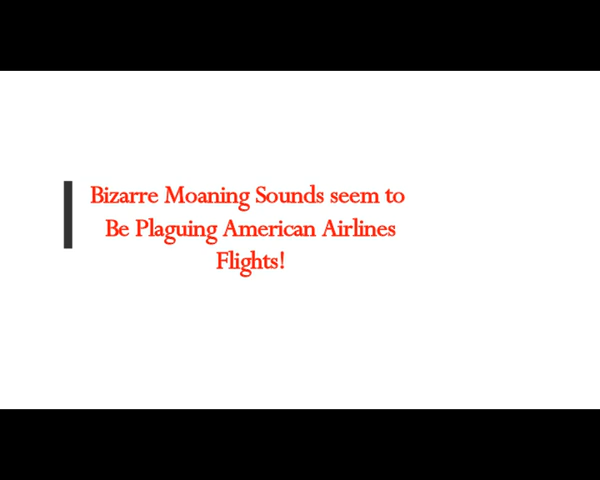 Bizarre Moaning Sounds seem to
Be Plaguing American Airlines
Flights!